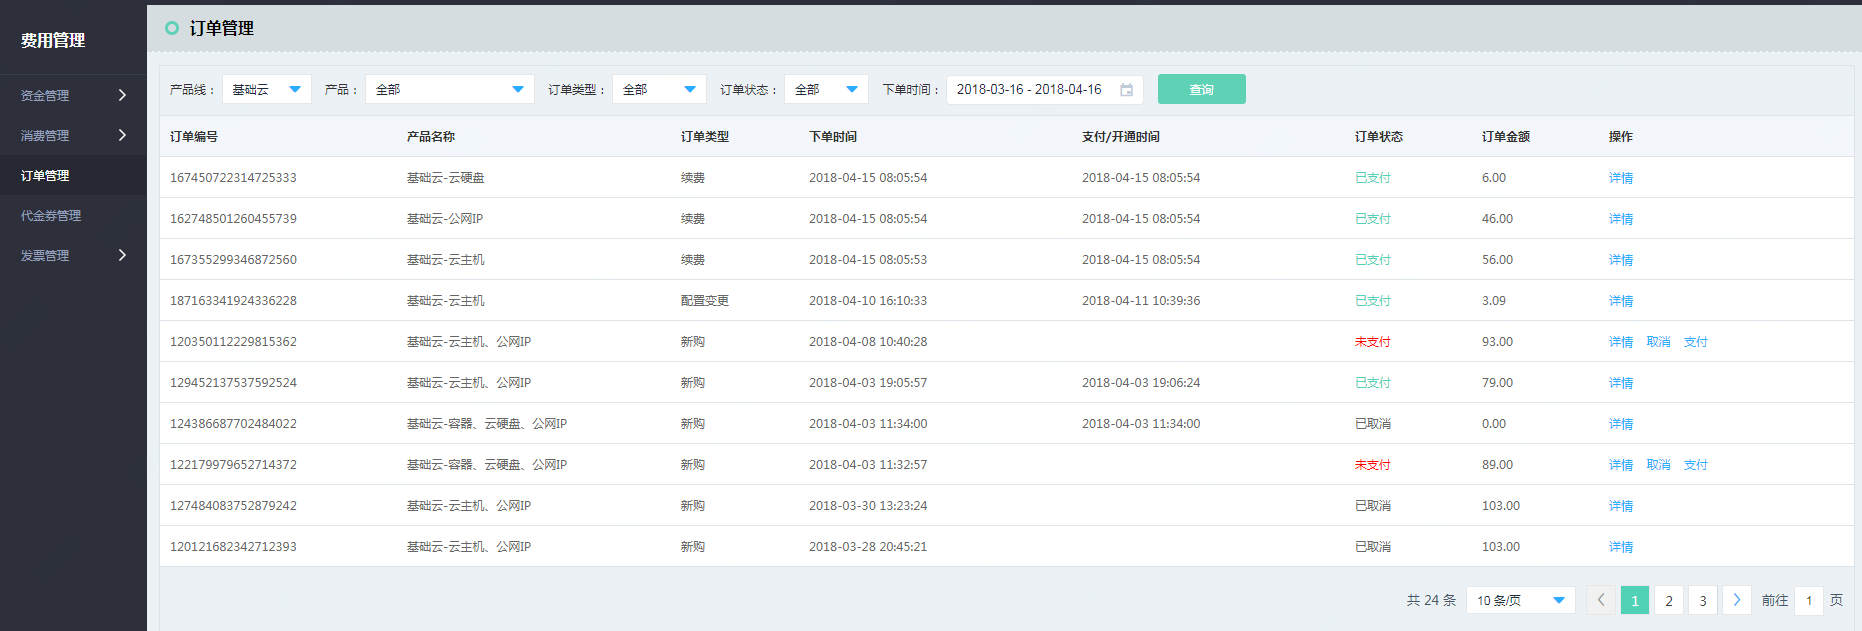 费用管理
资金管理
消费管理
订单管理
代金券管理
发票管理
订单管理
产品线： 基础云 产品： 全部 订单类型： 全部 订单状态： 全部 下单时间： 2018-03-16 - 2018-04-16 查询
订单编号 产品名称 订单类型 下单时间 支付/开通时间 订单状态 订单金额 操作
167450722314725333 基础云-云硬盘 续费 2018-04-15 08:05:54 2018-04-15 08:05:54 已支付 6.00 详情
162748501260455739 基础云-公网IP 续费 2018-04-15 08:05:54 2018-04-15 08:05:54 已支付 46.00 详情
167355299346872560 基础云-云主机 续费 2018-04-15 08:05:53 2018-04-15 08:05:54 已支付 56.00 详情
187163341924336228 基础云-云主机 配置变更 2018-04-10 16:10:33 2018-04-11 10:39:36 已支付 3.09 详情
120350112229815362 基础云-云主机、公网IP 新购 2018-04-08 10:40:28 未支付 93.00 详情 取消 支付
129452137537592524 基础云-云主机、公网IP 新购 2018-04-03 19:05:57 2018-04-03 19:06:24 已支付 79.00 详情
124386687702484022 基础云-容器、云硬盘、公网IP 新购 2018-04-03 11:34:00 2018-04-03 11:34:00 已取消 0.00 详情
122179979652714372 基础云-容器、云硬盘、公网IP 新购 2018-04-03 11:32:57 未支付 89.00 详情 取消 支付
127484083752879242 基础云-云主机、公网IP 新购 2018-03-30 13:23:24 已取消 103.00 详情
120121682342712393 基础云-云主机、公网IP 新购 2018-03-28 20:45:21 已取消 103.00 详情
共 24 条 10 条/页 1 2 3 前往 1 页